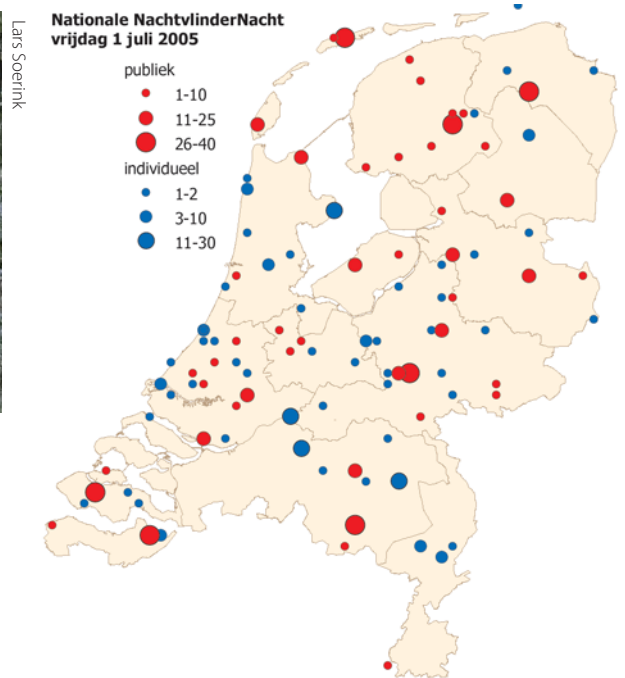 Lars Soerink
Nationale NachtvlinderNacht
vrijdag 1 juli 2005
publiek
1-10
11-25
26-40
individueel
1-2
3-10
11-30